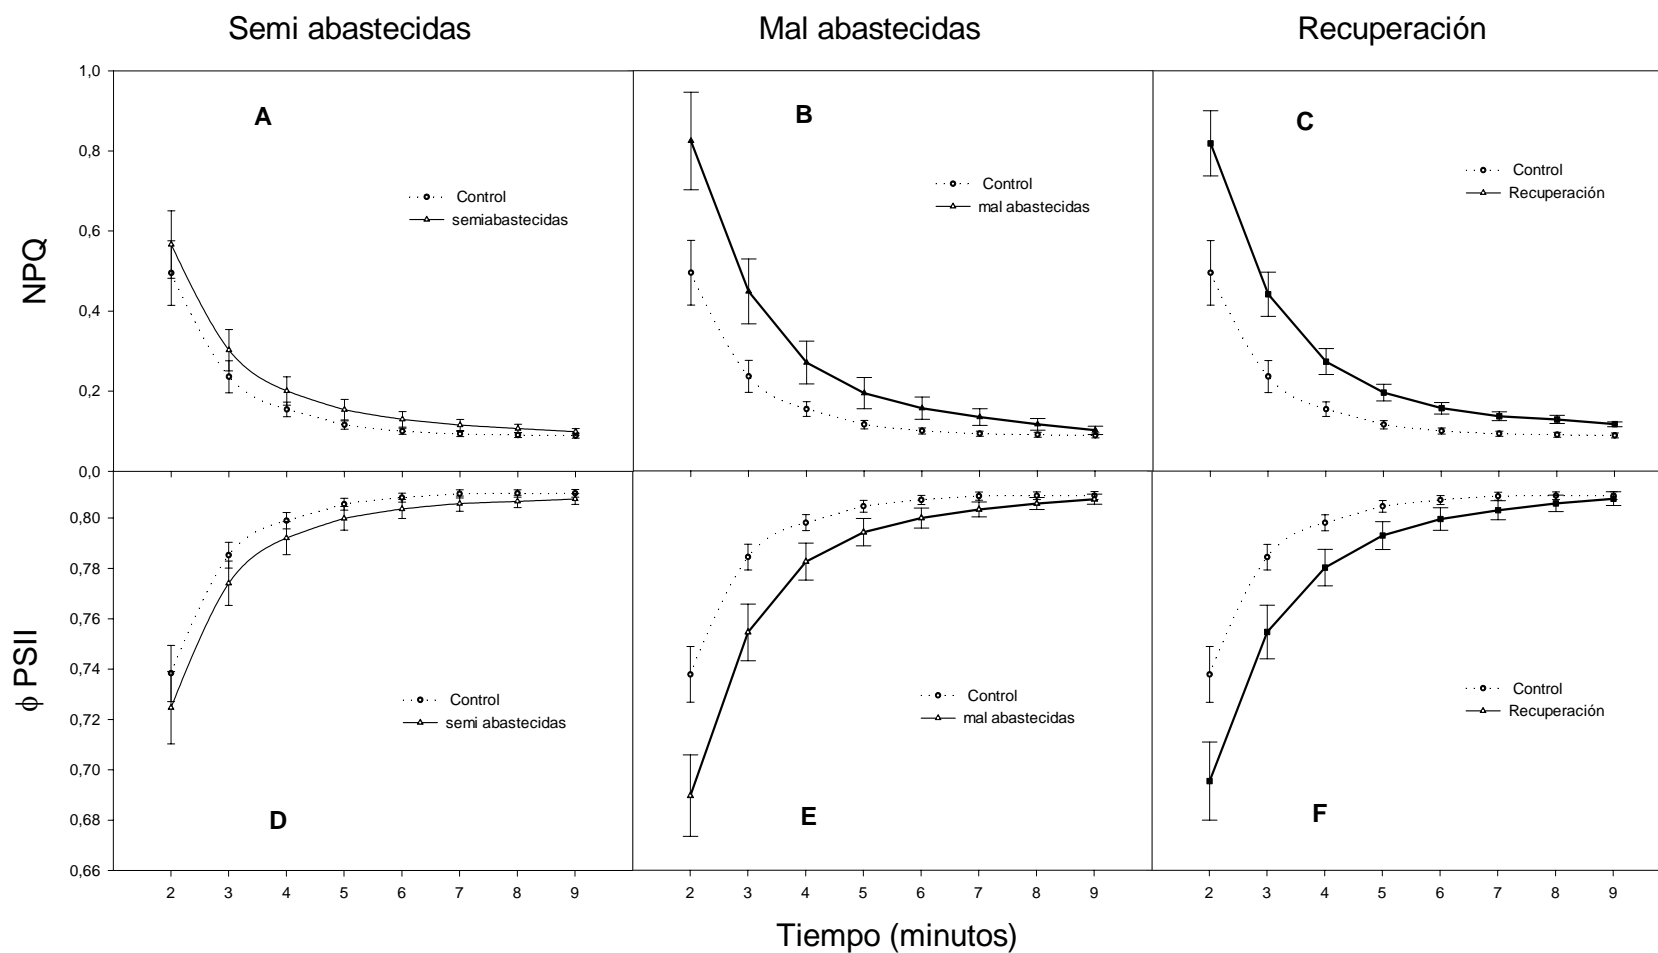 Semi abastecidas Mal abastecidas Recuperación
1,0
0,8
0,6
0,4
0,2
0,0
NPQ
A
Control
semiabastecidas
B
Control
mal abastecidas
C
Control
Recuperación
0,80
0,78
0,76
0,74
0,72
0,70
0,68
0,66
ϕ PSII
Control
semi abastecidas
D
Control
mal abastecidas
E
Control
Recuperación
F
2 3 4 5 6 7 8 9 2 3 4 5 6 7 8 9 2 3 4 5 6 7 8 9
Tiempo (minutos)